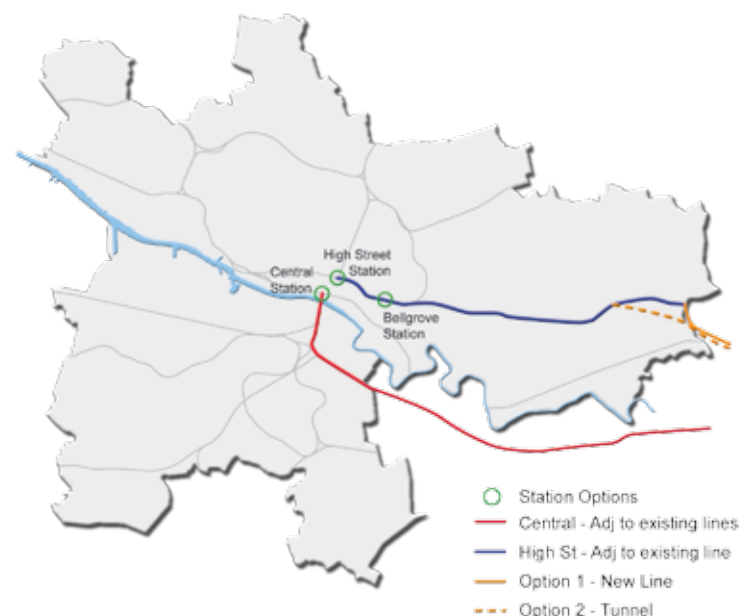 High Street
Station
Central
Station
Bellgrove
Station
Station Options
Central - Adj to existing lines
High St - Adj to existing line
Option 1 - New Line
Option 2 - Tunnel